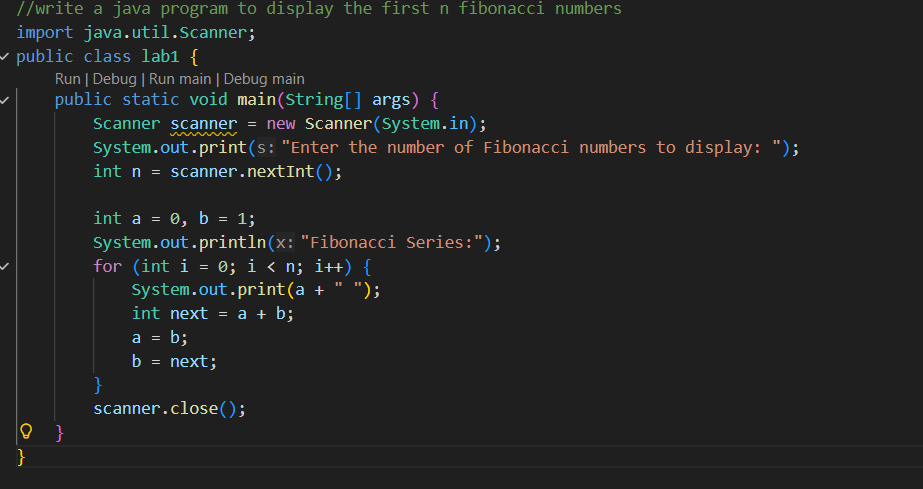 //write a java program to display the first n fibonacci numbers
import java.util.Scanner;
public class lab1 {
Run | Debug | Run main | Debug main
public static void main(String[] args) {
Scanner scanner = new Scanner(System.in);
System.out.print(s: "Enter the number of Fibonacci numbers to display: ");
int n = scanner.nextInt();
int a = 0, b = 1;
System.out.println(x: "Fibonacci Series:");
for (int i = 0; i < n; i++) {
System.out.print(a + " ");
int next = a + b;
a = b;
b = next;
}
scanner.close();
}
}